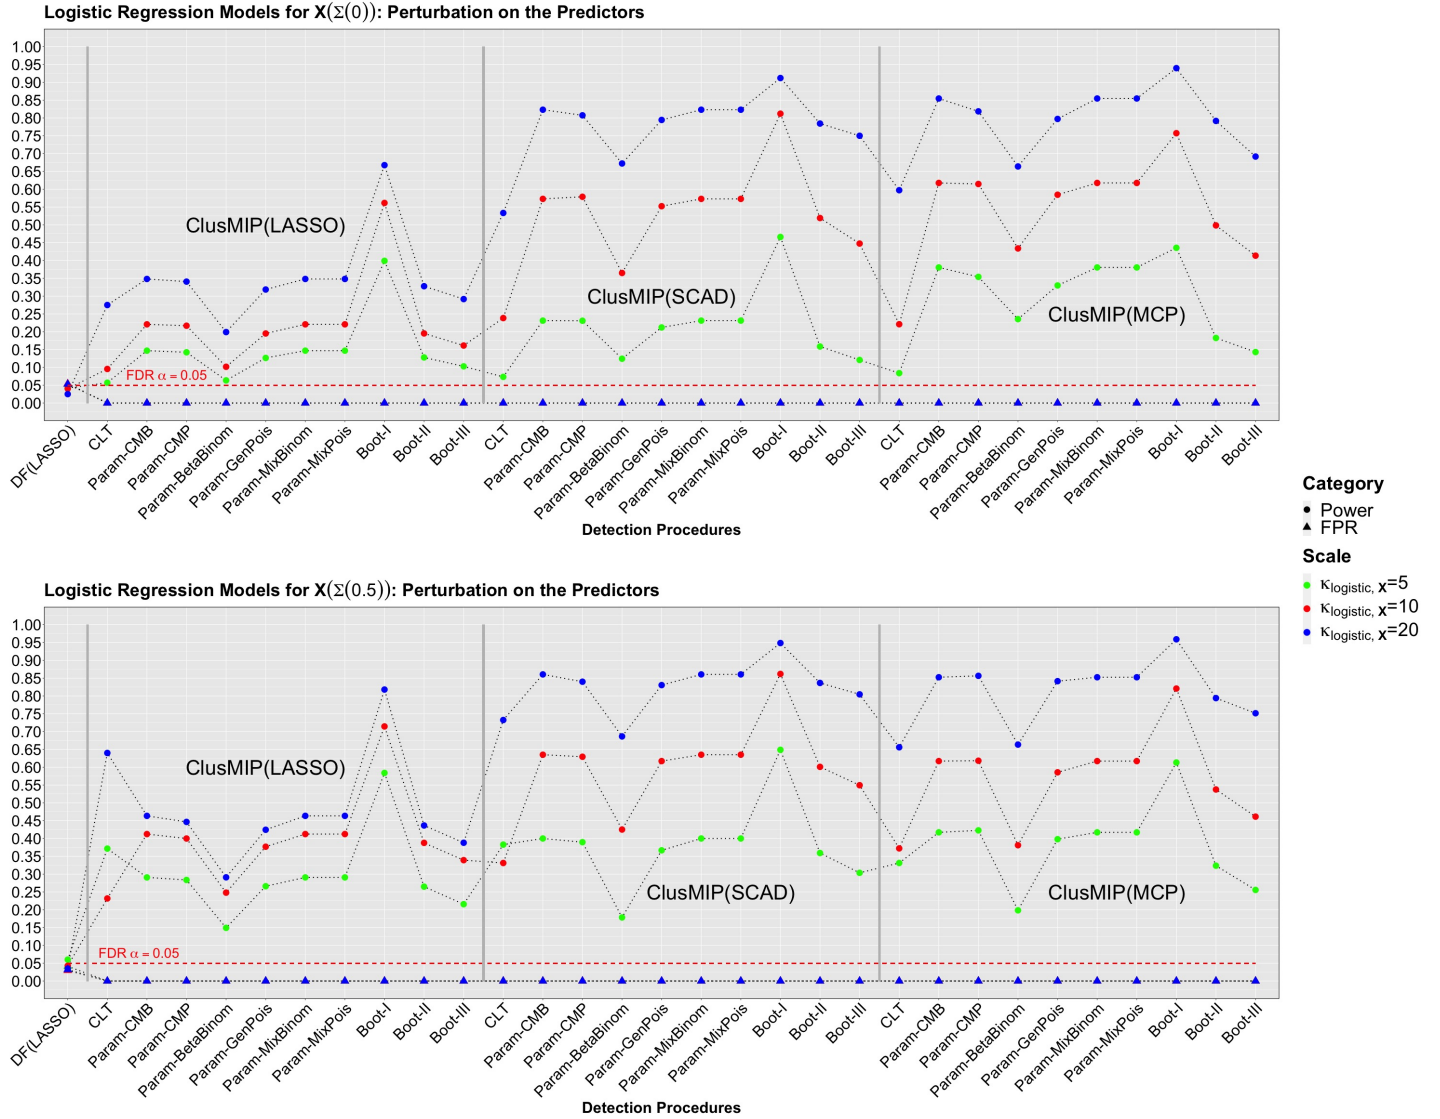 Logistic Regression Models for X(Σ(0)): Perturbation on the Predictors
1.00
0.95
0.90
0.85
0.80
0.75
0.70
0.65
0.60
0.55
0.50
0.45
0.40
0.35
0.30
0.25
0.20
0.15
0.10
0.05
0.00
ClusMIP(LASSO)
ClusMIP(SCAD)
ClusMIP(MCP)
FDR α = 0.05
DF(LASSO)
CLT
Param-CMB
Param-CMP
Param-BetaBinom
Param-GenPois
Param-MixBinom
Param-MixPois
Boot-I
Boot-II
Boot-III
CLT
Param-CMB
Param-CMP
Param-BetaBinom
Param-GenPois
Param-MixBinom
Param-MixPois
Boot-I
Boot-II
Boot-III
CLT
Param-CMB
Param-CMP
Param-BetaBinom
Param-GenPois
Param-MixBinom
Param-MixPois
Boot-I
Boot-II
Boot-III
Detection Procedures
Category
Power
FPR
Scale
κlogistic, X=5
κlogistic, X=10
κlogistic, X=20
Logistic Regression Models for X(Σ(0.5)): Perturbation on the Predictors
1.00
0.95
0.90
0.85
0.80
0.75
0.70
0.65
0.60
0.55
0.50
0.45
0.40
0.35
0.30
0.25
0.20
0.15
0.10
0.05
0.00
ClusMIP(LASSO)
ClusMIP(SCAD)
ClusMIP(MCP)
FDR α = 0.05
DF(LASSO)
CLT
Param-CMB
Param-CMP
Param-BetaBinom
Param-GenPois
Param-MixBinom
Param-MixPois
Boot-I
Boot-II
Boot-III
CLT
Param-CMB
Param-CMP
Param-BetaBinom
Param-GenPois
Param-MixBinom
Param-MixPois
Boot-I
Boot-II
Boot-III
CLT
Param-CMB
Param-CMP
Param-BetaBinom
Param-GenPois
Param-MixBinom
Param-MixPois
Boot-I
Boot-II
Boot-III
Detection Procedures